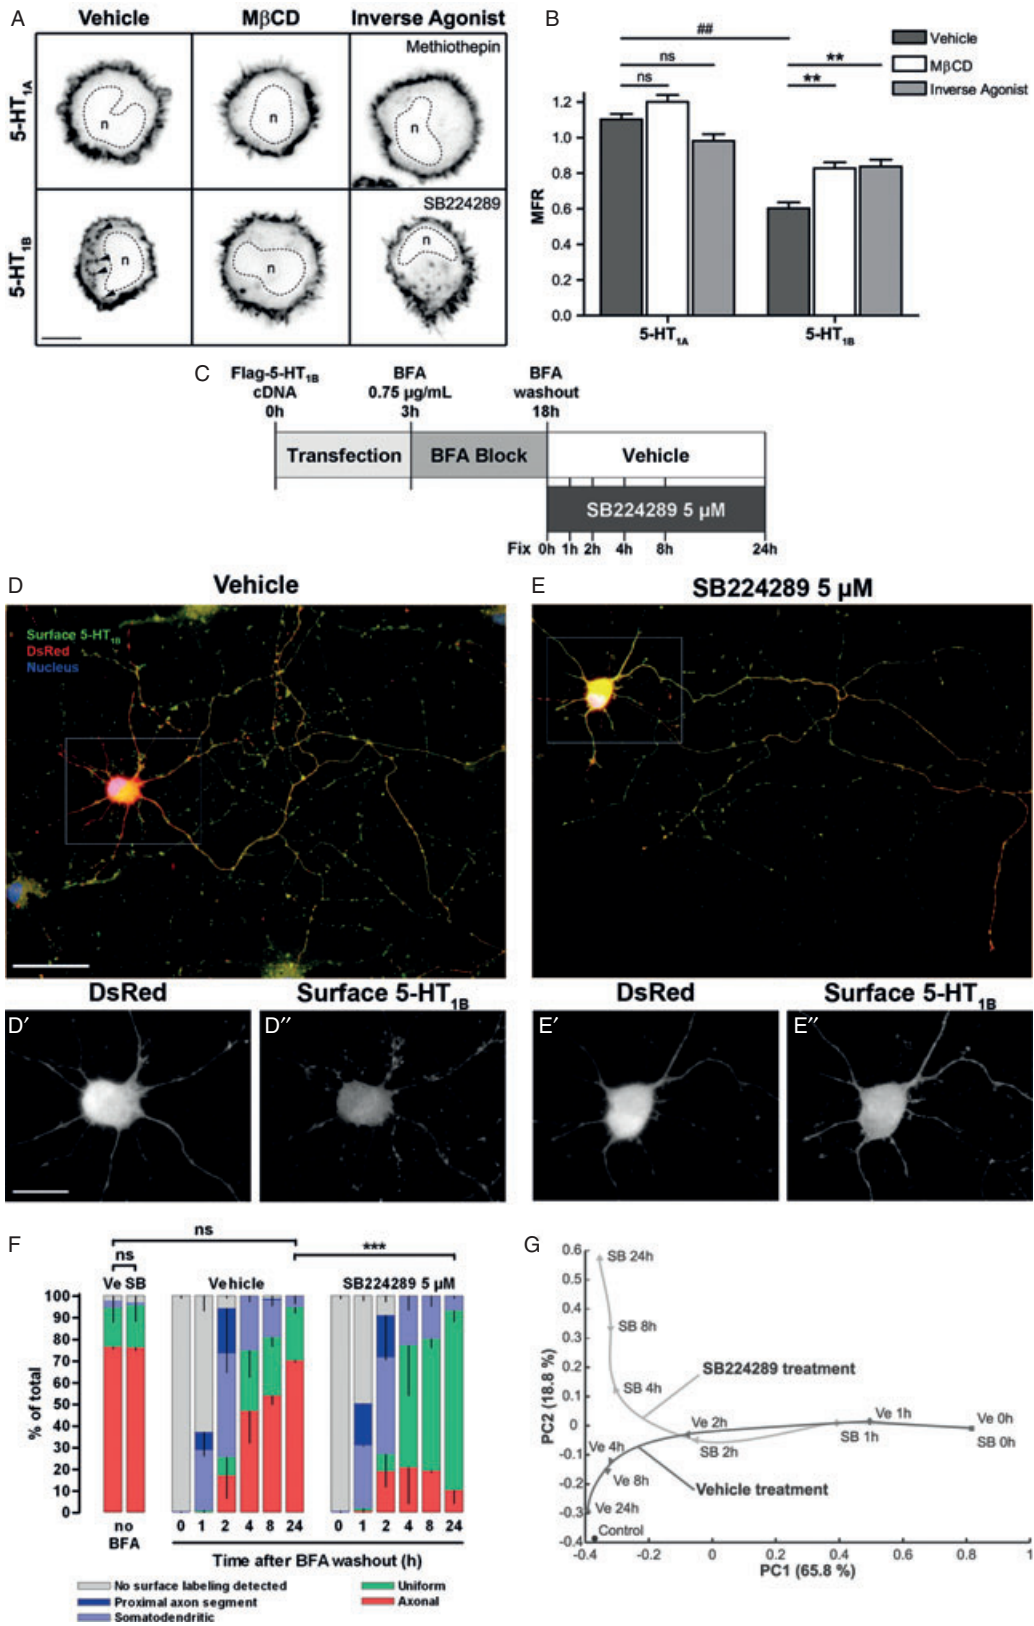 A
Vehicle
MβCD
Inverse Agonist
5-HT1A
Methiothepin
n
n
n
5-HT1B
SB224289
n
n
n
B
##
ns
ns
**
**
Vehicle
MβCD
Inverse Agonist
MFR
1.2
1.0
0.8
0.6
0.4
0.2
0.0
5-HT1A
5-HT1B
C
Flag-5-HT1B
cDNA
0h
BFA
0.75 µg/mL
3h
BFA
washout
18h
Transfection
BFA Block
Vehicle
SB224289 5 µM
Fix 0h 1h 2h 4h 8h 24h
D
Vehicle
Surface 5-HT1B
DsRed
Nucleus
E
SB224289 5 µM
DsRed
Surface 5-HT1B
DsRed
Surface 5-HT1B
D′
D″
E′
E″
F
ns
***
ns
Ve SB
Vehicle
SB224289 5 µM
% of total
100
90
80
70
60
50
40
30
20
10
0
no
BFA
0 1 2 4 8 24
0 1 2 4 8 24
Time after BFA washout (h)
No surface labeling detected
Proximal axon segment
Somatodendritic
Uniform
Axonal
G
PC2 (18.8 %)
0.6
0.5
0.4
0.3
0.2
0.1
0
-0.1
-0.2
-0.3
-0.4
SB 24h
SB 8h
SB 4h
SB224289 treatment
Ve 2h
SB 2h
Ve 1h
SB 1h
Ve 0h
SB 0h
Ve 4h
Ve 8h
Vehicle treatment
Ve 24h
Control
-0.4 -0.2 0 0.2 0.4 0.6 0.8 1
PC1 (65.8 %)